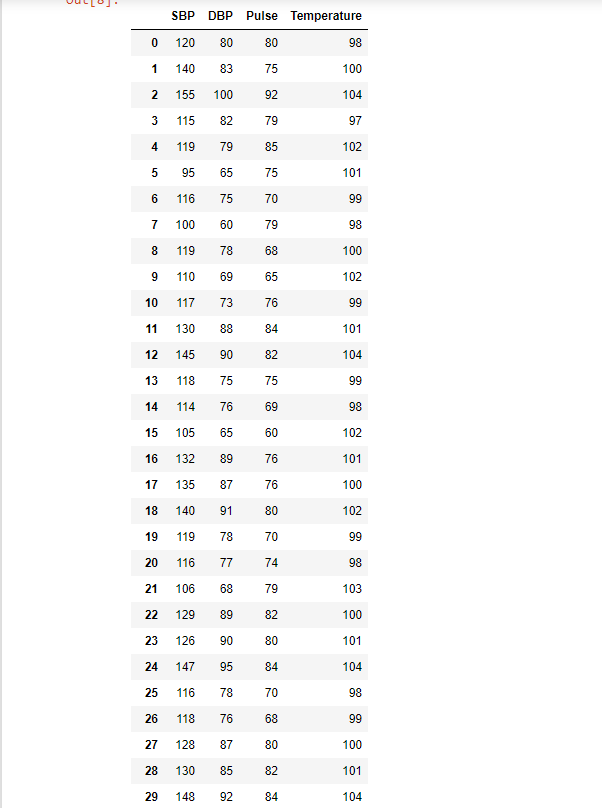 Out[8]:
SBP DBP Pulse Temperature
0 120 80 80 98
1 140 83 75 100
2 155 100 92 104
3 115 82 79 97
4 119 79 85 102
5 95 65 75 101
6 116 75 70 99
7 100 60 79 98
8 119 78 68 100
9 110 69 65 102
10 117 73 76 99
11 130 88 84 101
12 145 90 82 104
13 118 75 75 99
14 114 76 69 98
15 105 65 60 102
16 132 89 76 101
17 135 87 76 100
18 140 91 80 102
19 119 78 70 99
20 116 77 74 98
21 106 68 79 103
22 129 89 82 100
23 126 90 80 101
24 147 95 84 104
25 116 78 70 98
26 118 76 68 99
27 128 87 80 100
28 130 85 82 101
29 148 92 84 104